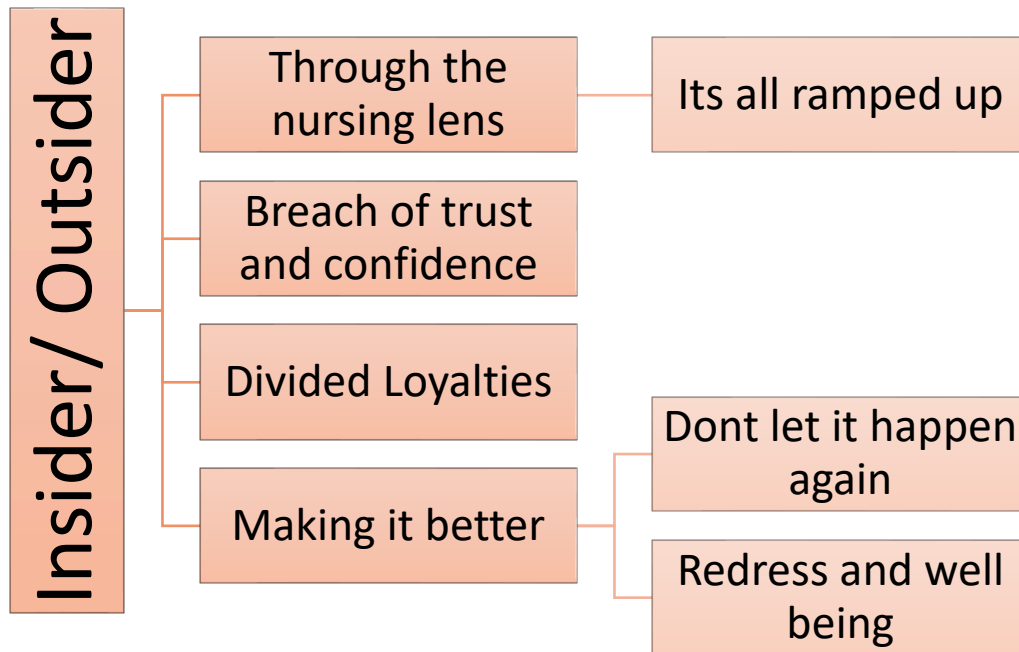 Insider/ Outsider
Through the
nursing lens
Its all ramped up
Breach of trust
and confidence
Divided Loyalties
Making it better
Dont let it happen
again
Redress and well
being